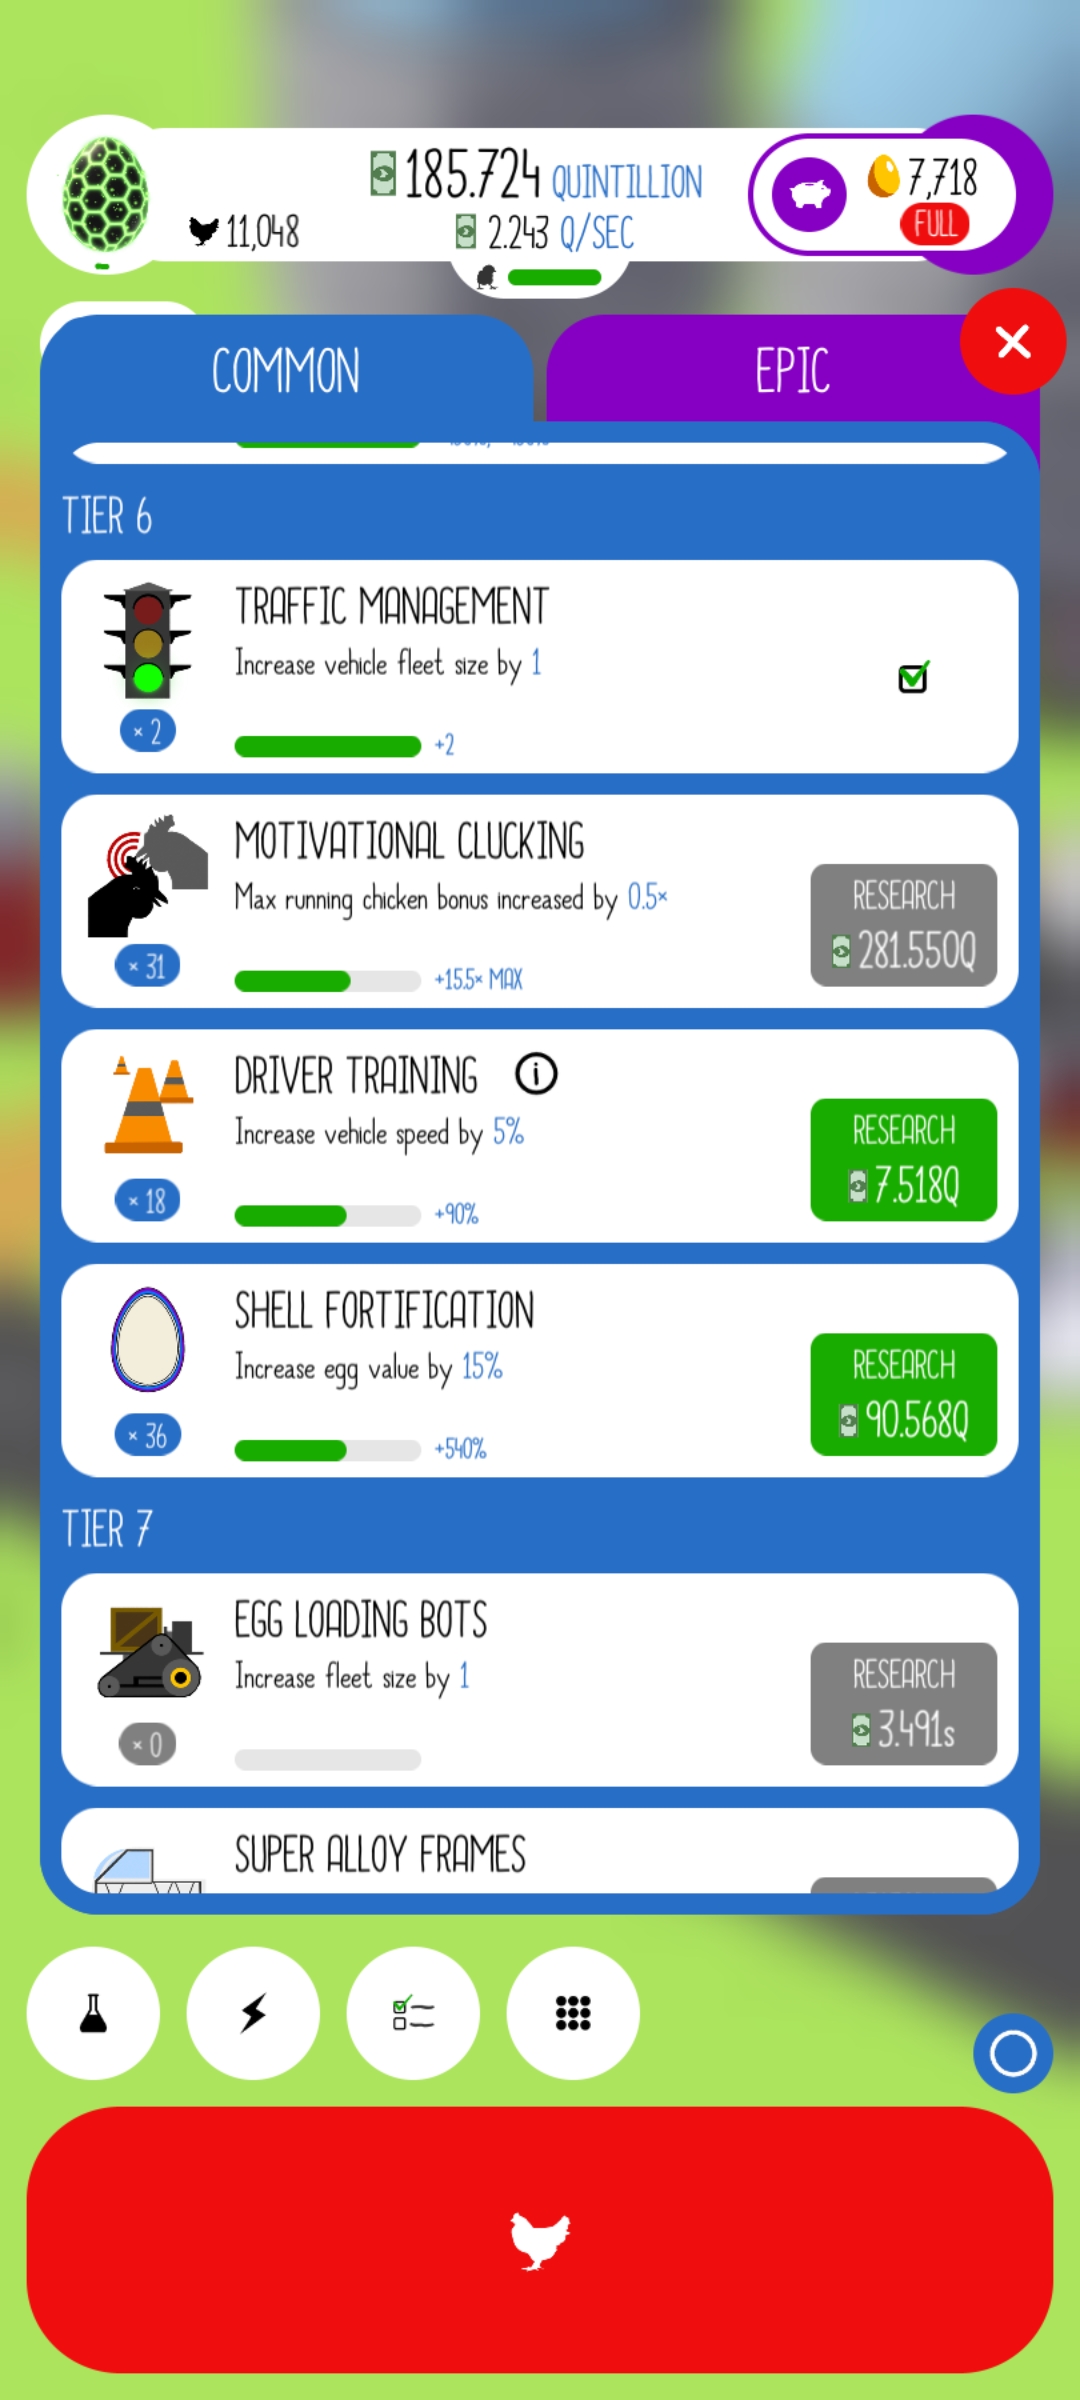 185.724 QUINTILLION
11,048
2.243 Q/SEC
7,718
FULL
COMMON
EPIC
TIER 6
TRAFFIC MANAGEMENT
Increase vehicle fleet size by 1
× 2
+2
MOTIVATIONAL CLUCKING
Max running chicken bonus increased by 0.5×
RESEARCH
281.550Q
× 31
+15.5× MAX
DRIVER TRAINING
Increase vehicle speed by 5%
RESEARCH
7.518Q
× 18
+90%
SHELL FORTIFICATION
Increase egg value by 15%
RESEARCH
90.568Q
× 36
+540%
TIER 7
EGG LOADING BOTS
Increase fleet size by 1
RESEARCH
3.491s
× 0
SUPER ALLOY FRAMES